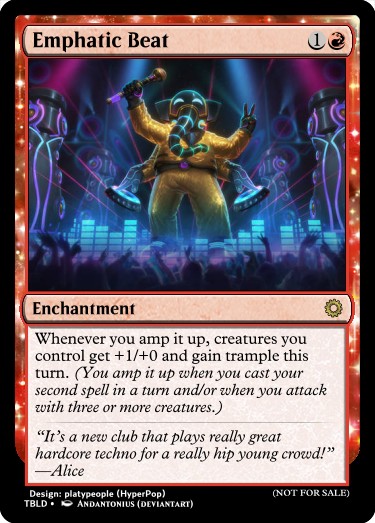 Emphatic Beat 1
Enchantment
Whenever you amp it up, creatures you
control get +1/+0 and gain trample this
turn. (You amp it up when you cast your
second spell in a turn and/or when you attack
with three or more creatures.)
“It’s a new club that plays really great
hardcore techno for a really hip young crowd!”
—Alice
Design: platypeople (HyperPop)
TBLD • Andantonius (deviantart)
(NOT FOR SALE)